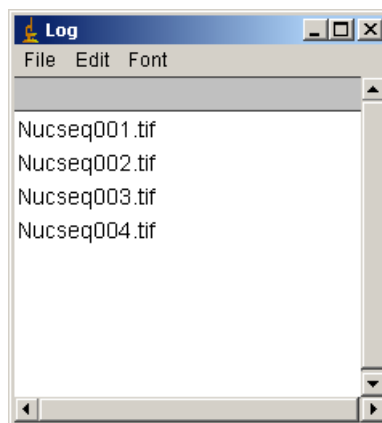 Log
File Edit Font
Nucseq001.tif
Nucseq002.tif
Nucseq003.tif
Nucseq004.tif